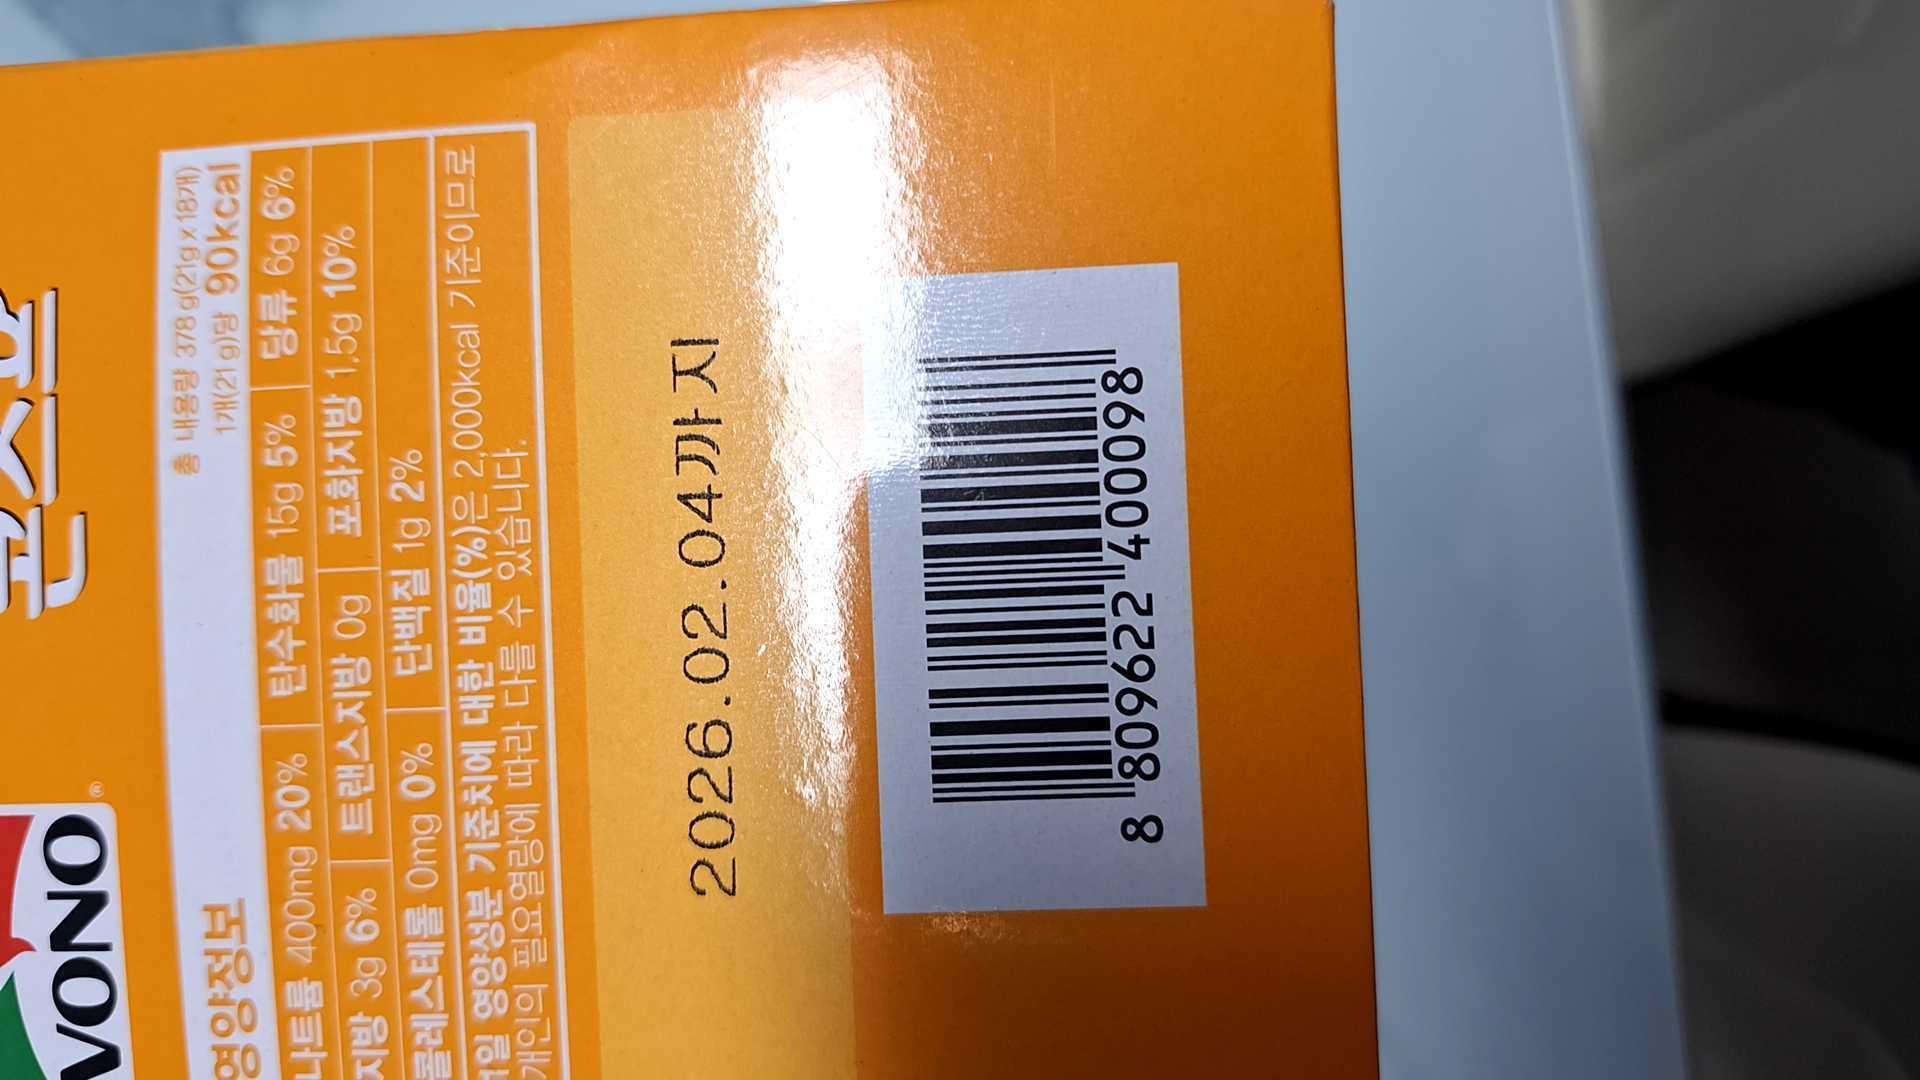 콘스프
VONO®
영양정보
총 내용량 378 g(21g x 18개)
1개(21 g)당 90kcal
나트륨 400mg 20% 탄수화물 15g 5% 당류 6g 6%
지방 3g 6% 트랜스지방 0g 포화지방 1.5g 10%
콜레스테롤 0mg 0% 단백질 1g 2%
1일 영양성분 기준치에 대한 비율(%)은 2,000kcal 기준이므로
개인의 필요열량에 따라 다를 수 있습니다.
2026.02.04까지
8 809622 400098